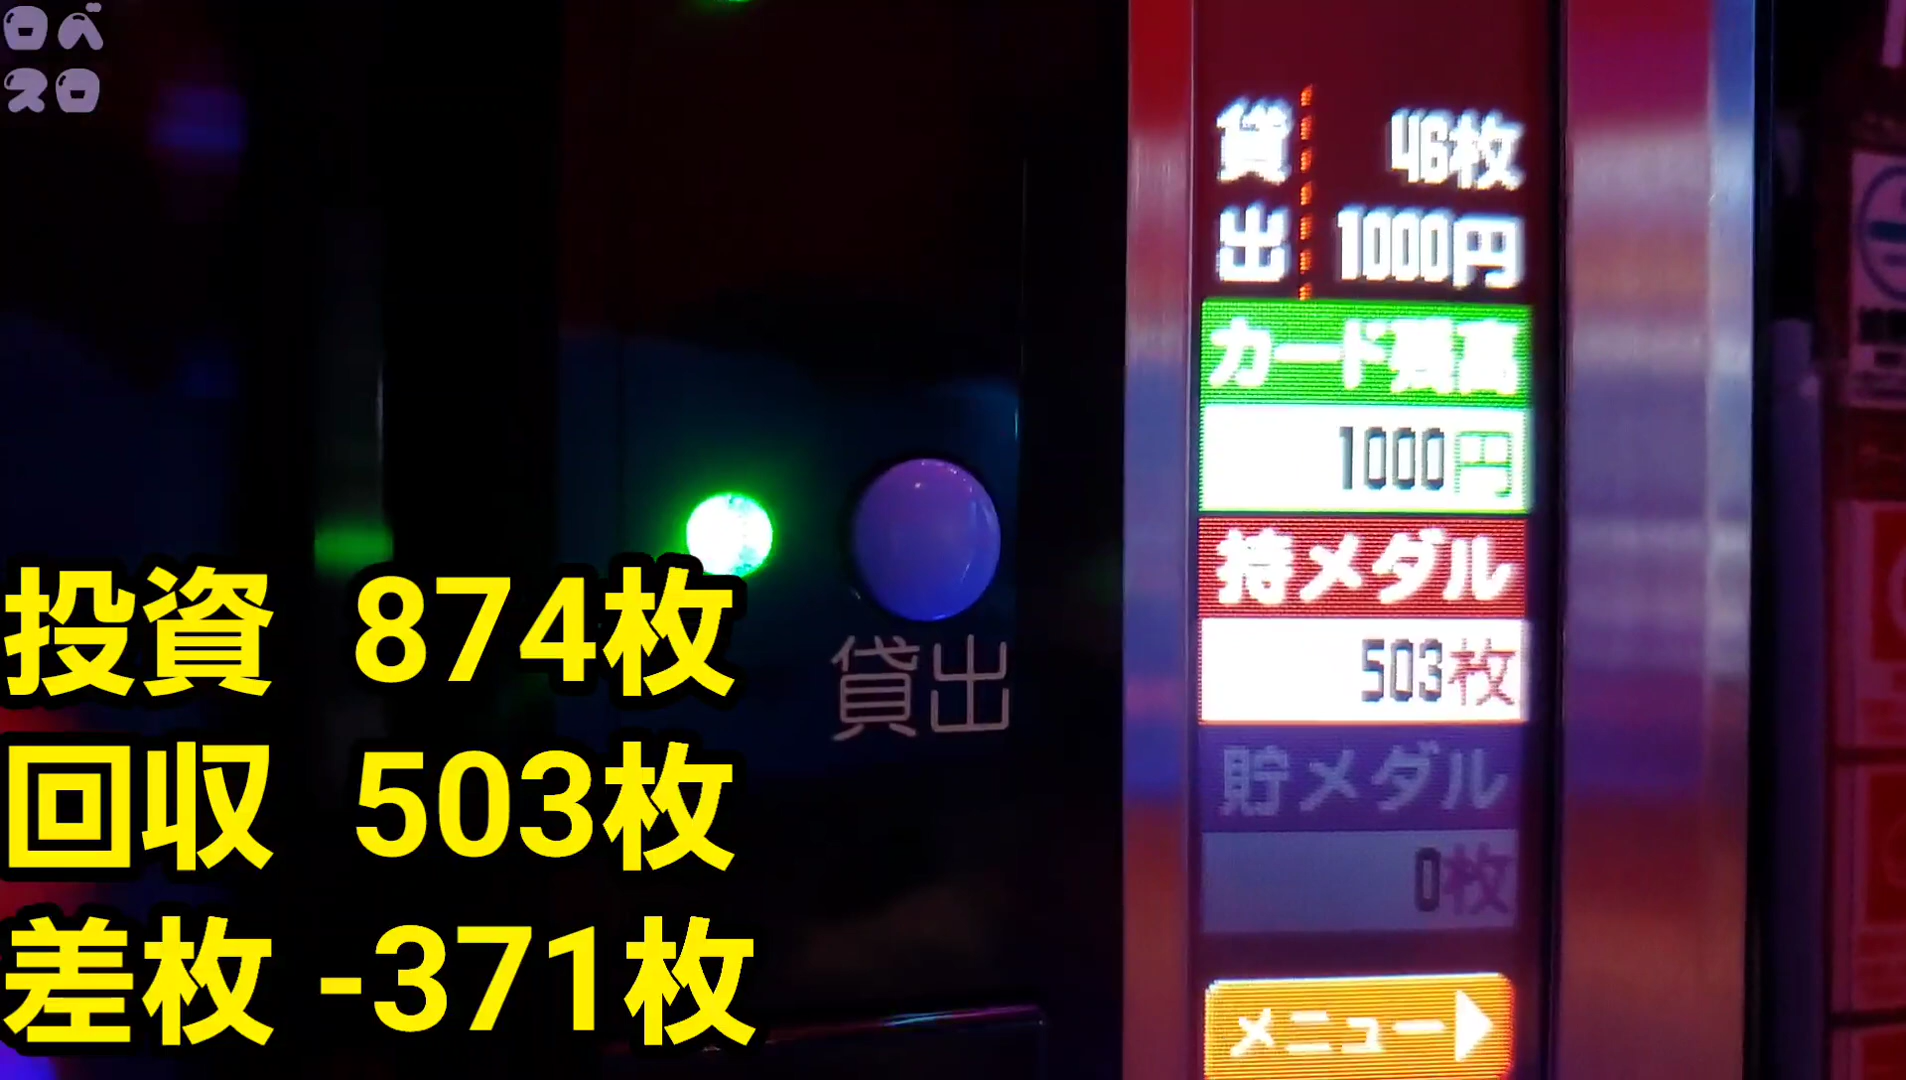 ロベ
スロ
貸出 46枚
1000円
カード残高
1000円
持メダル
503枚
貯メダル
0枚
メニュー▶
貸出
投資 874枚
回収 503枚
差枚 -371枚